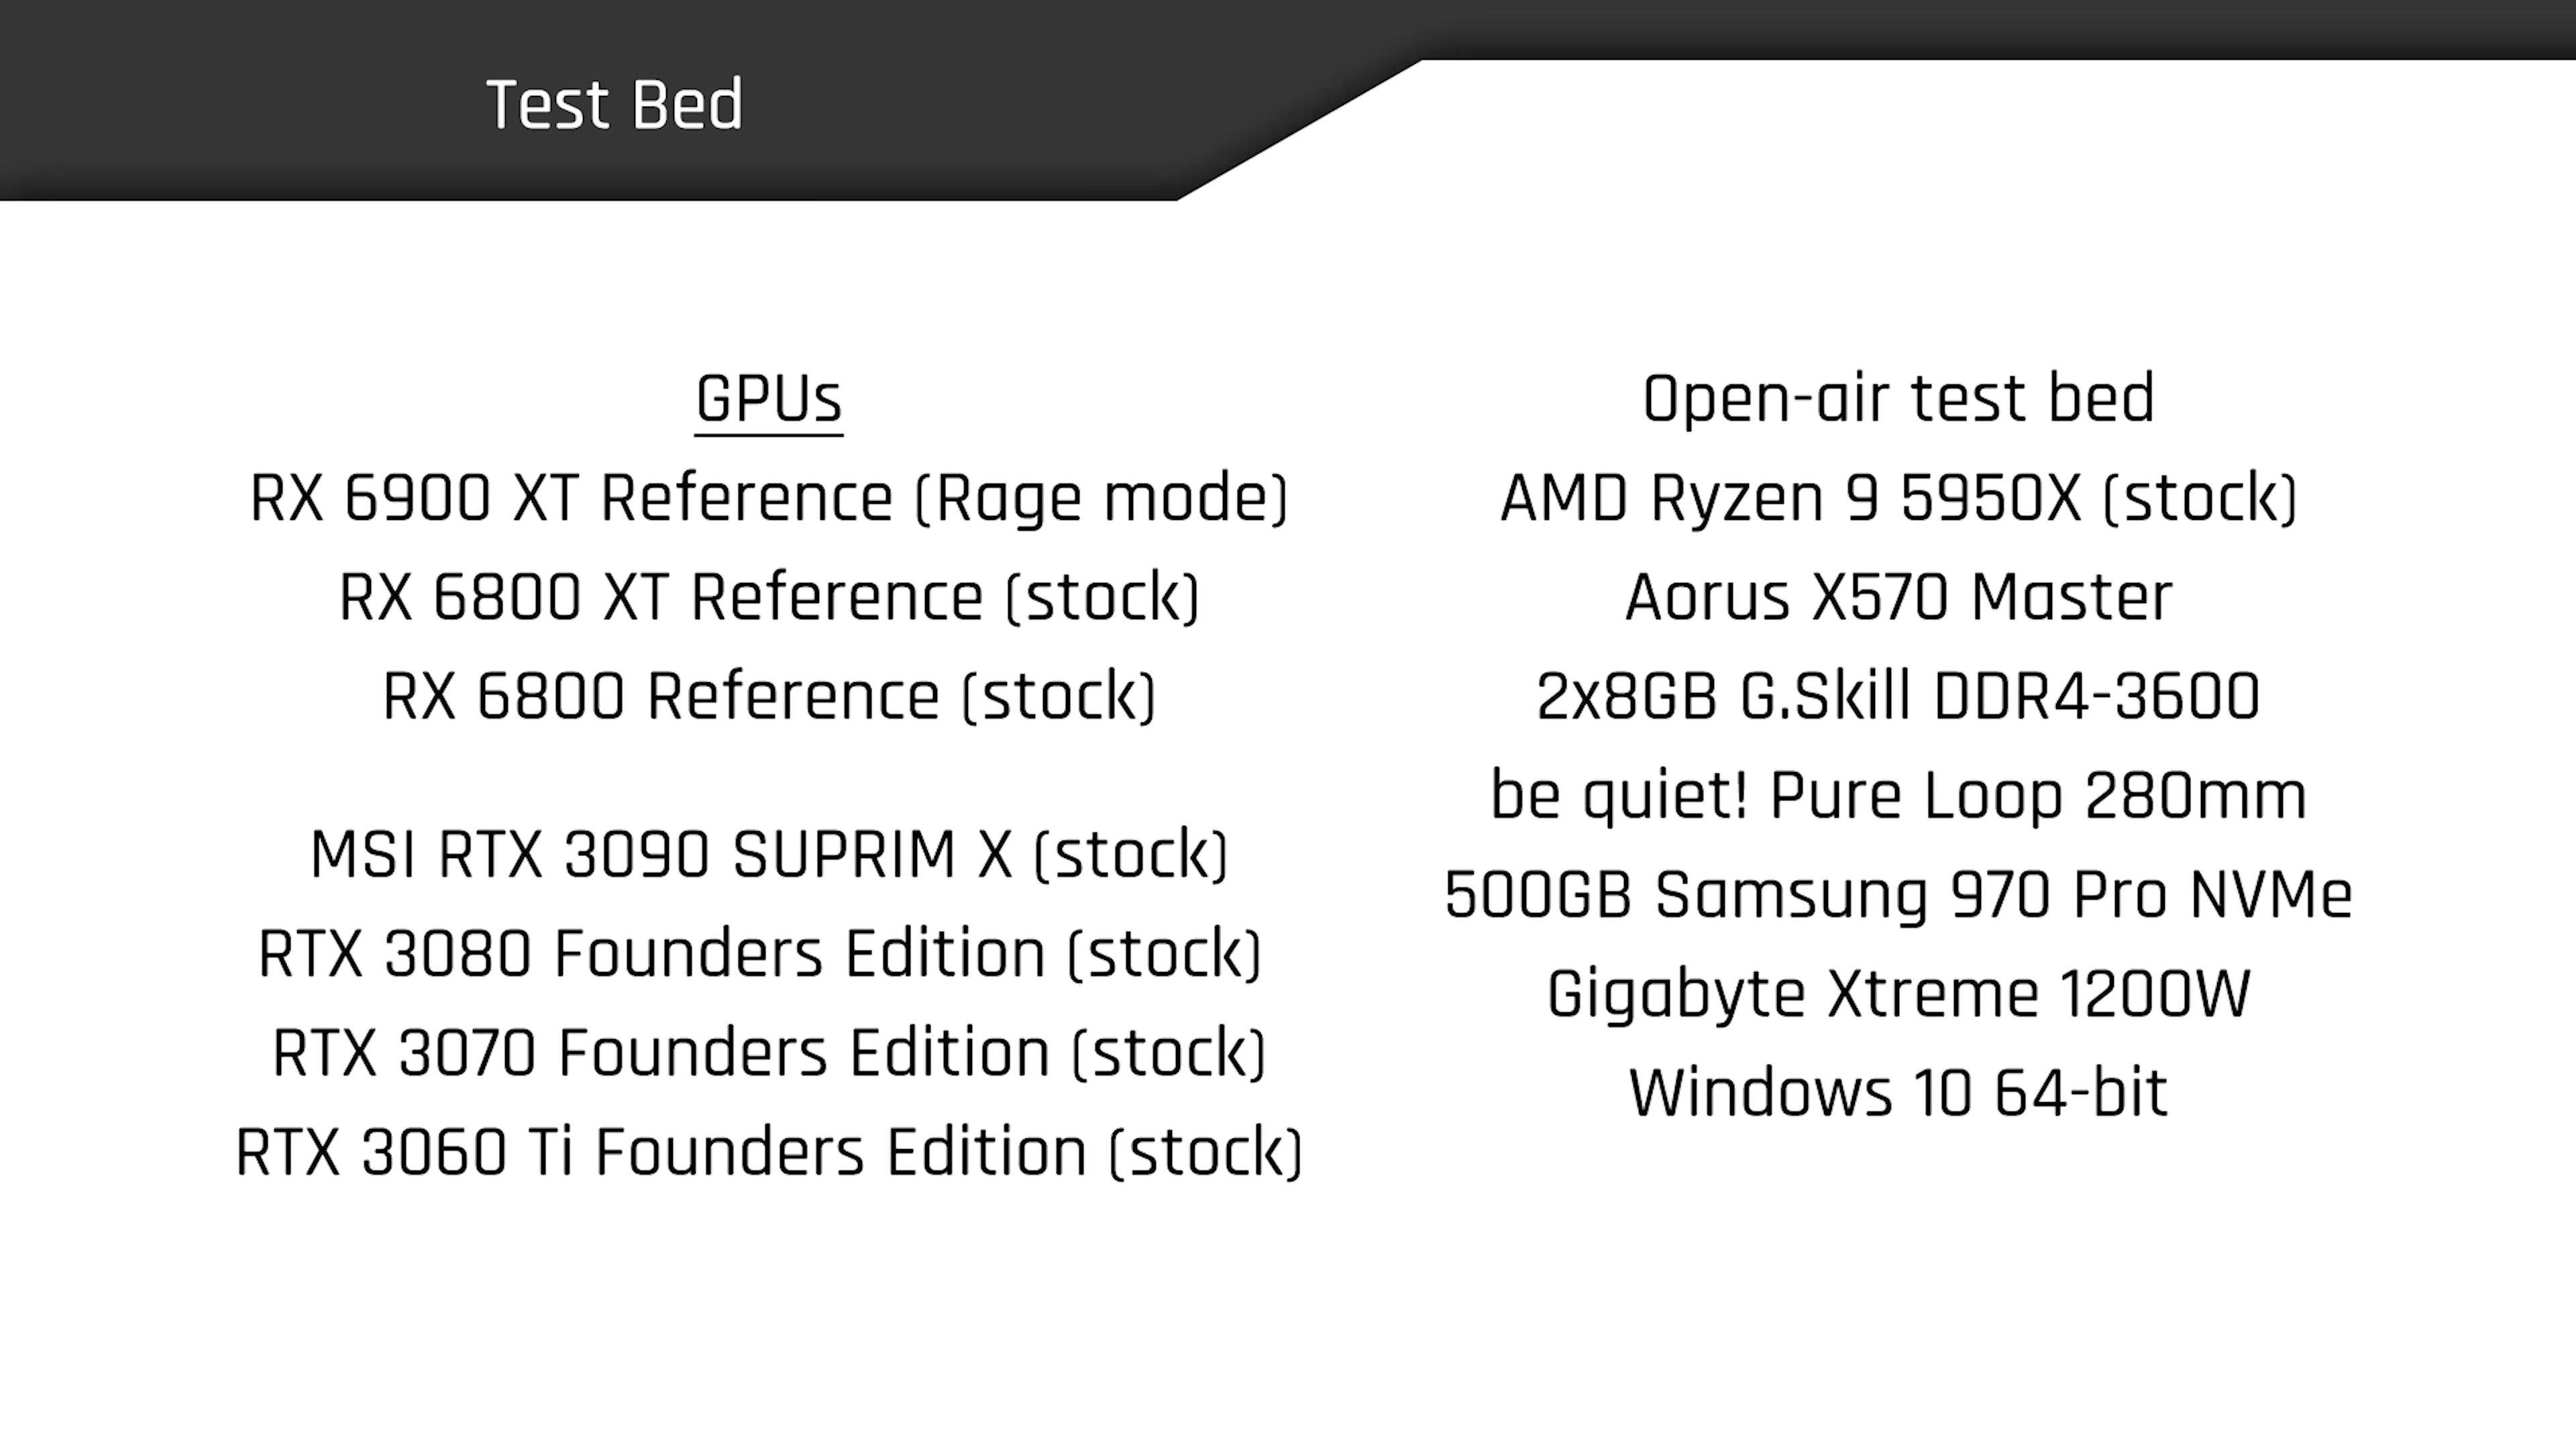 Test Bed
GPUs
RX 6900 XT Reference (Rage mode)
RX 6800 XT Reference (stock)
RX 6800 Reference (stock)
MSI RTX 3090 SUPRIM X (stock)
RTX 3080 Founders Edition (stock)
RTX 3070 Founders Edition (stock)
RTX 3060 Ti Founders Edition (stock)
Open-air test bed
AMD Ryzen 9 5950X (stock)
Aorus X570 Master
2x8GB G.Skill DDR4-3600
be quiet! Pure Loop 280mm
500GB Samsung 970 Pro NVMe
Gigabyte Xtreme 1200W
Windows 10 64-bit